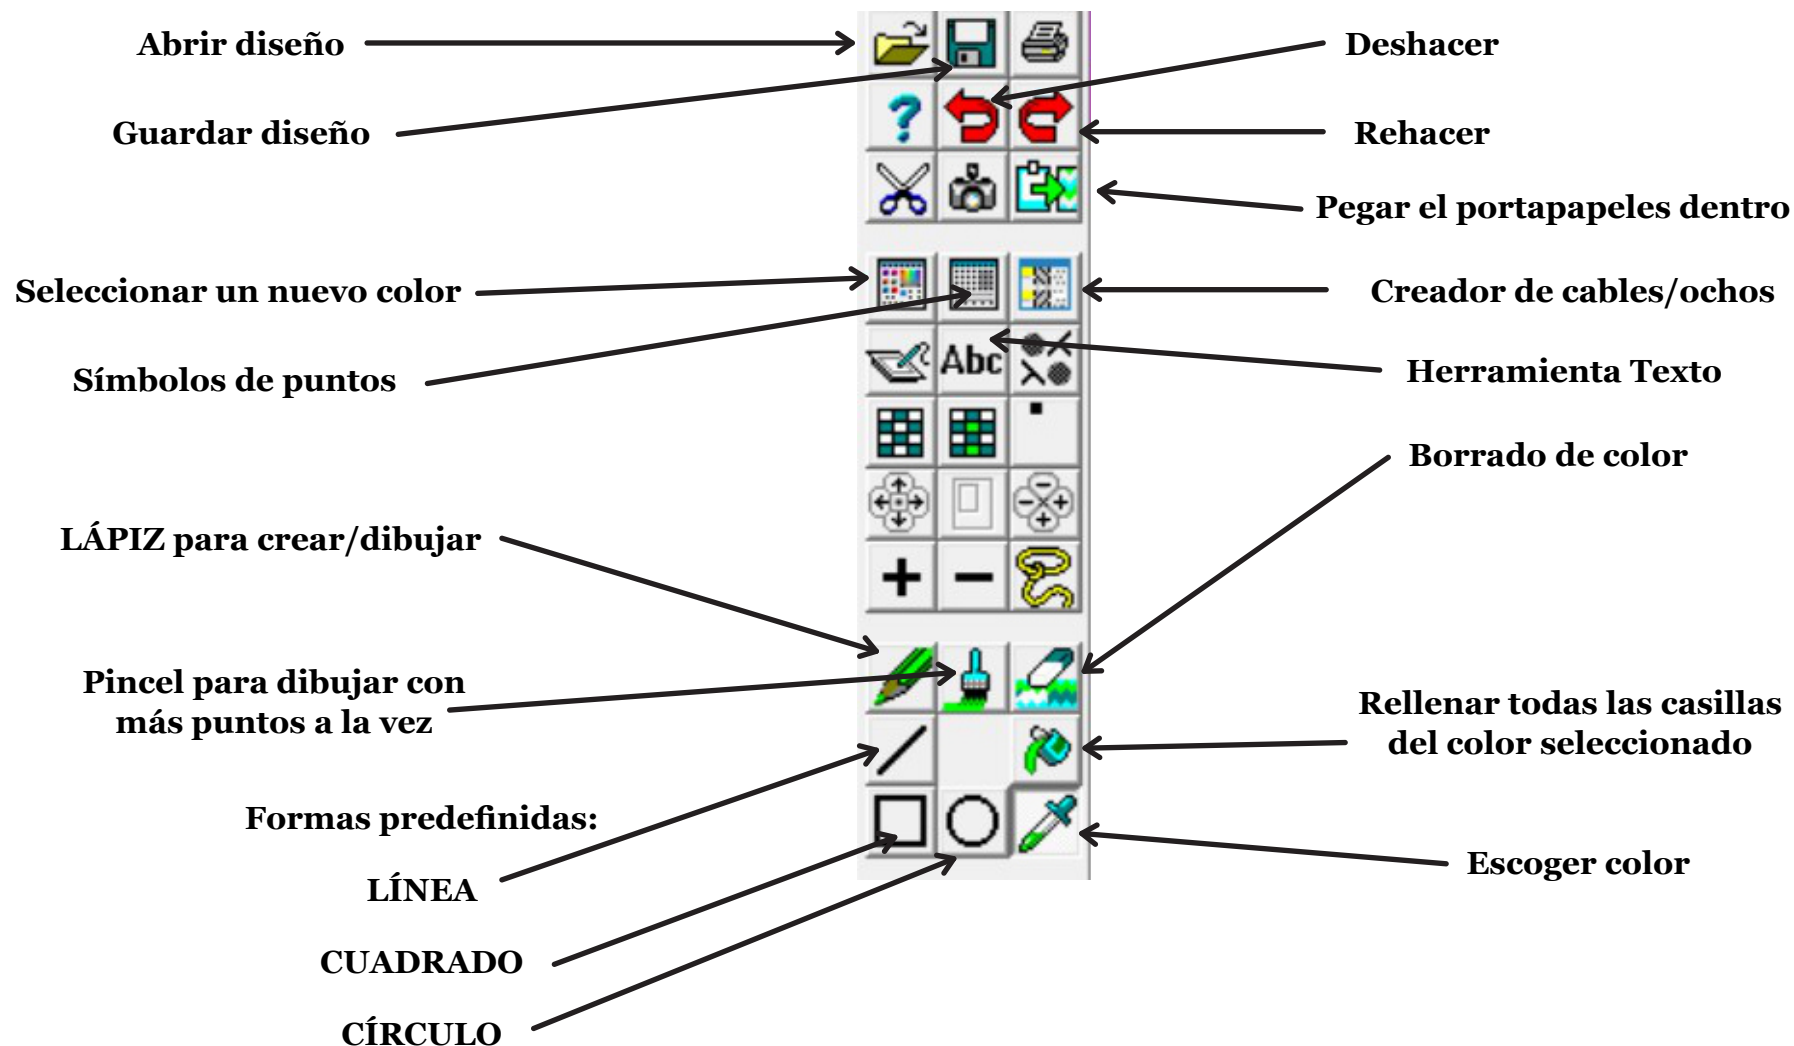 Abrir diseño
Deshacer
Guardar diseño
Rehacer
Pegar el portapapeles dentro
Seleccionar un nuevo color
Creador de cables/ochos
Símbolos de puntos
Abc
Herramienta Texto
Borrado de color
LÁPIZ para crear/dibujar
Pincel para dibujar con
más puntos a la vez
Rellenar todas las casillas
del color seleccionado
Formas predefinidas:
LÍNEA
Escoger color
CUADRADO
CÍRCULO